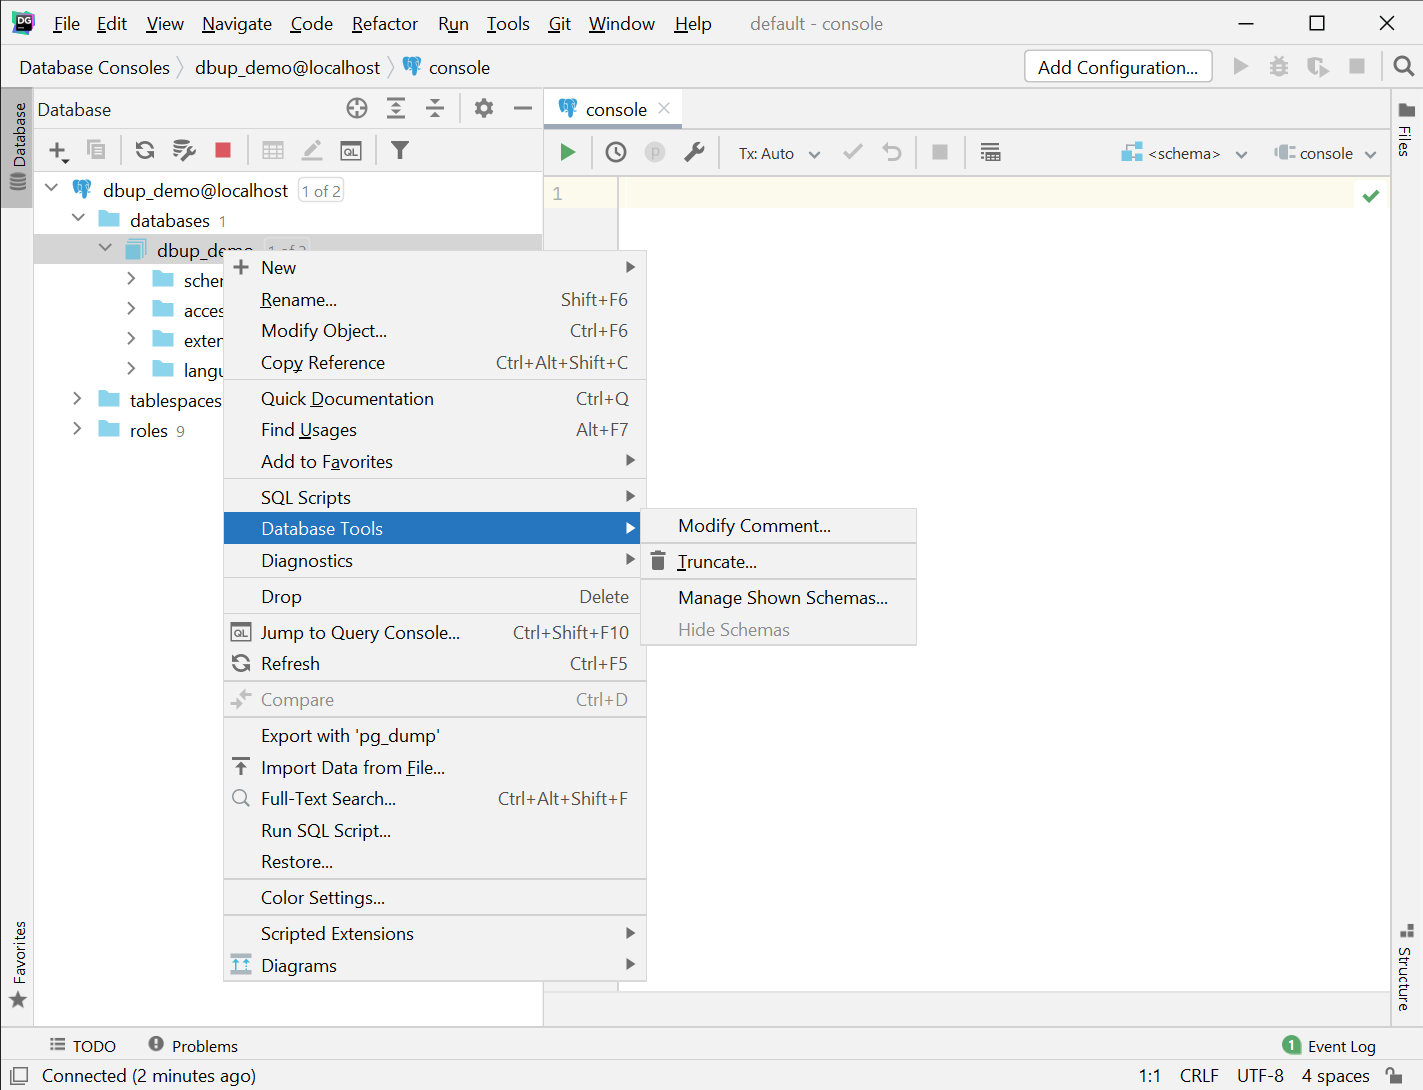 File Edit View Navigate Code Refactor Run Tools Git Window Help default - console
Database Consoles dbup_demo@localhost console Add Configuration...
Database
Database
console
Files
Tx: Auto <schema> console
dbup_demo@localhost 1 of 2
1
databases 1
dbup_demo 1 of 3
New
Rename... Shift+F6
Modify Object... Ctrl+F6
Copy Reference Ctrl+Alt+Shift+C
tablespaces
Quick Documentation Ctrl+Q
roles 9
Find Usages Alt+F7
Add to Favorites
SQL Scripts
Database Tools
Modify Comment...
Diagnostics
Truncate...
Drop Delete
Manage Shown Schemas...
Jump to Query Console... Ctrl+Shift+F10
Hide Schemas
Refresh Ctrl+F5
Compare Ctrl+D
Export with 'pg_dump'
Import Data from File...
Full-Text Search... Ctrl+Alt+Shift+F
Run SQL Script...
Restore...
Color Settings...
Scripted Extensions
Diagrams
Favorites
Structure
TODO Problems 1 Event Log
Connected (2 minutes ago) 1:1 CRLF UTF-8 4 spaces